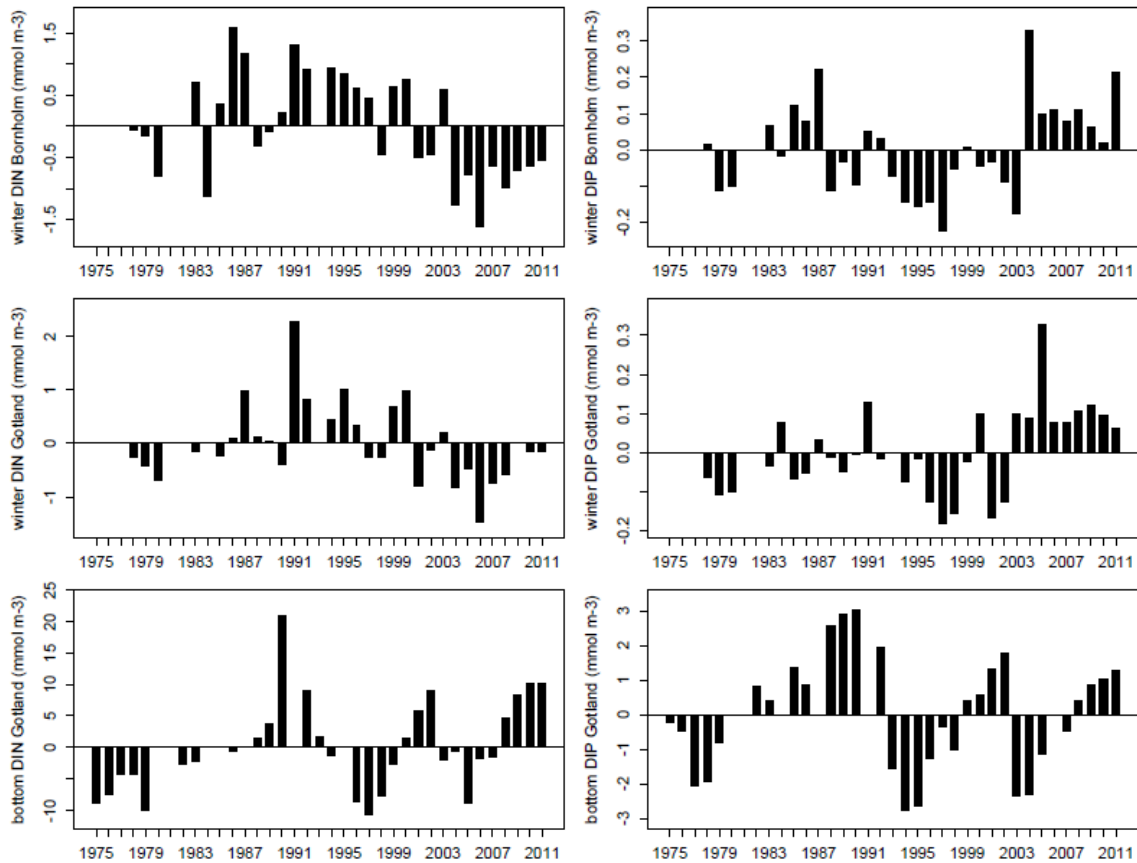 winter DIN Bornholm (mmol m-3)
1.5
0.5
-0.5
-1.5
1975 1979 1983 1987 1991 1995 1999 2003 2007 2011
winter DIP Bornholm (mmol m-3)
0.3
0.2
0.1
0.0
-0.2
1975 1979 1983 1987 1991 1995 1999 2003 2007 2011
winter DIN Gotland (mmol m-3)
2
1
0
-1
1975 1979 1983 1987 1991 1995 1999 2003 2007 2011
winter DIP Gotland (mmol m-3)
0.3
0.2
0.1
0.0
-0.2
1975 1979 1983 1987 1991 1995 1999 2003 2007 2011
bottom DIN Gotland (mmol m-3)
25
20
15
10
5
0
-10
1975 1979 1983 1987 1991 1995 1999 2003 2007 2011
bottom DIP Gotland (mmol m-3)
3
2
1
0
-1
-2
-3
1975 1979 1983 1987 1991 1995 1999 2003 2007 2011